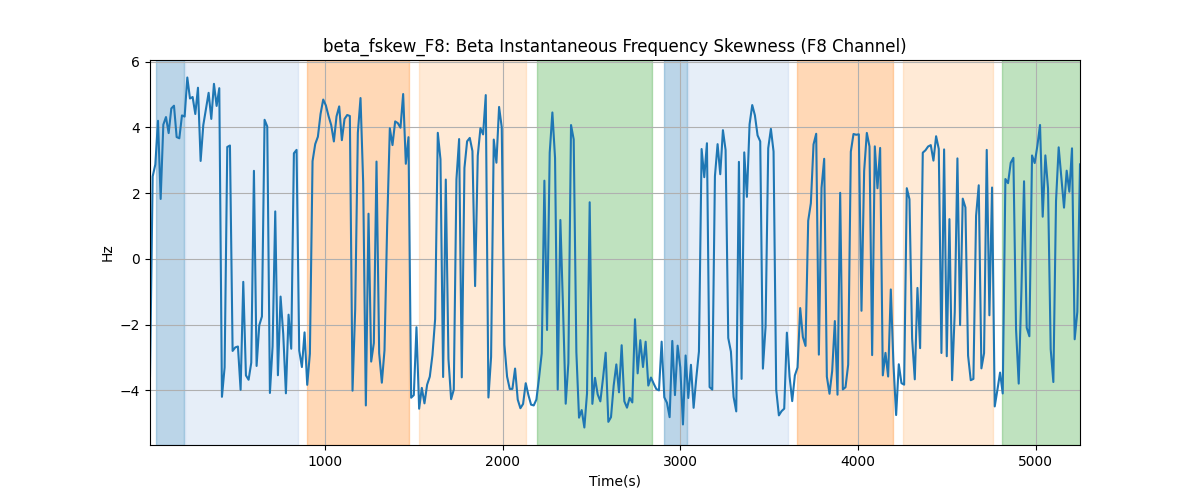 beta_fskew_F8: Beta Instantaneous Frequency Skewness (F8 Channel)
6
4
2
0
−2
−4
Hz
1000 2000 3000 4000 5000
Time(s)